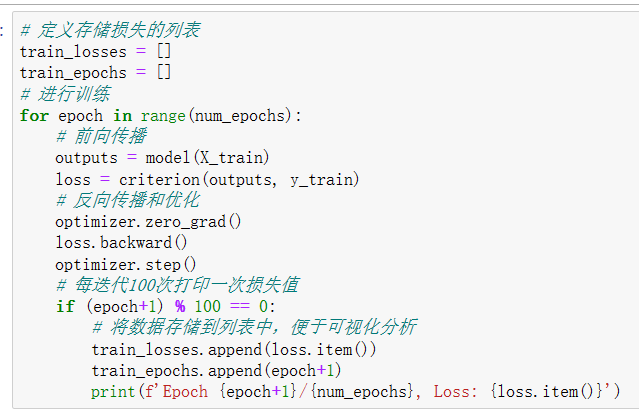 :
# 定义存储损失的列表
train_losses = []
train_epochs = []
# 进行训练
for epoch in range(num_epochs):
    # 前向传播
    outputs = model(X_train)
    loss = criterion(outputs, y_train)
    # 反向传播和优化
    optimizer.zero_grad()
    loss.backward()
    optimizer.step()
    # 每迭代100次打印一次损失值
    if (epoch+1) % 100 == 0:
        # 将数据存储到列表中，便于可视化分析
        train_losses.append(loss.item())
        train_epochs.append(epoch+1)
        print(f'Epoch {epoch+1}/{num_epochs}, Loss: {loss.item()}')